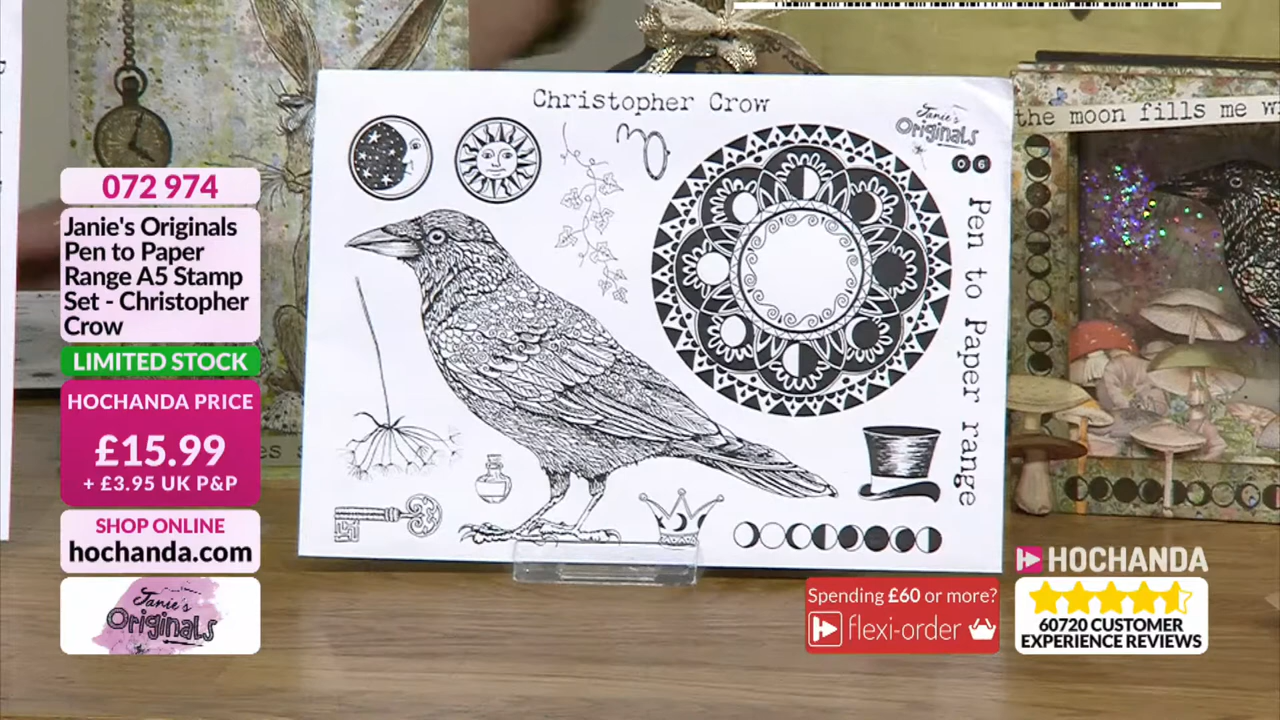 Christopher Crow
Janie's
Originals
06
Pen to Paper range
the moon fills me w
es s
072 974
Janie's Originals
Pen to Paper
Range A5 Stamp
Set - Christopher
Crow
LIMITED STOCK
HOCHANDA PRICE
£15.99
+ £3.95 UK P&P
SHOP ONLINE
hochanda.com
Janie's
Originals
Spending £60 or more?
flexi-order
HOCHANDA
60720 CUSTOMER
EXPERIENCE REVIEWS